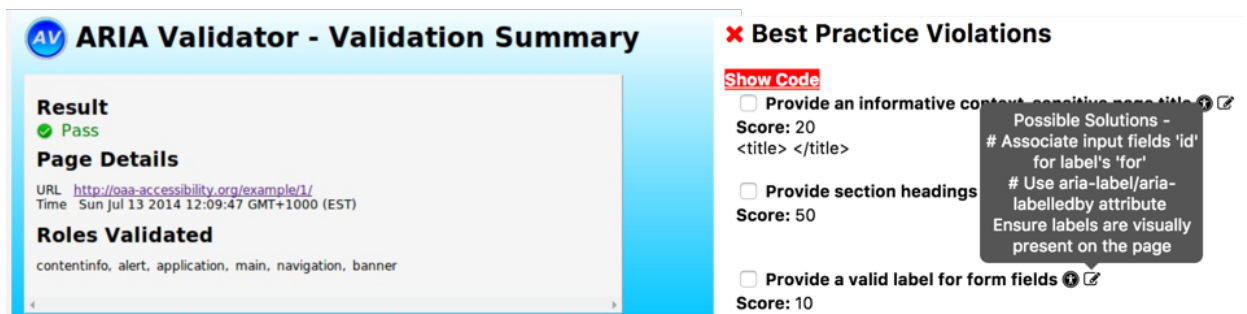 AV ARIA Validator - Validation Summary
Result
Pass
Page Details
URL http://oaa-accessibility.org/example/1/
Time Sun Jul 13 2014 12:09:47 GMT+1000 (EST)
Roles Validated
contentinfo, alert, application, main, navigation, banner
Best Practice Violations
Show Code
Provide an informative context-sensitive page title
Score: 20
<title> </title>
Provide section headings
Score: 50
Possible Solutions -
# Associate input fields 'id'
for label's 'for'
# Use aria-label/aria-
labelledby attribute
Ensure labels are visually
present on the page
Provide a valid label for form fields
Score: 10